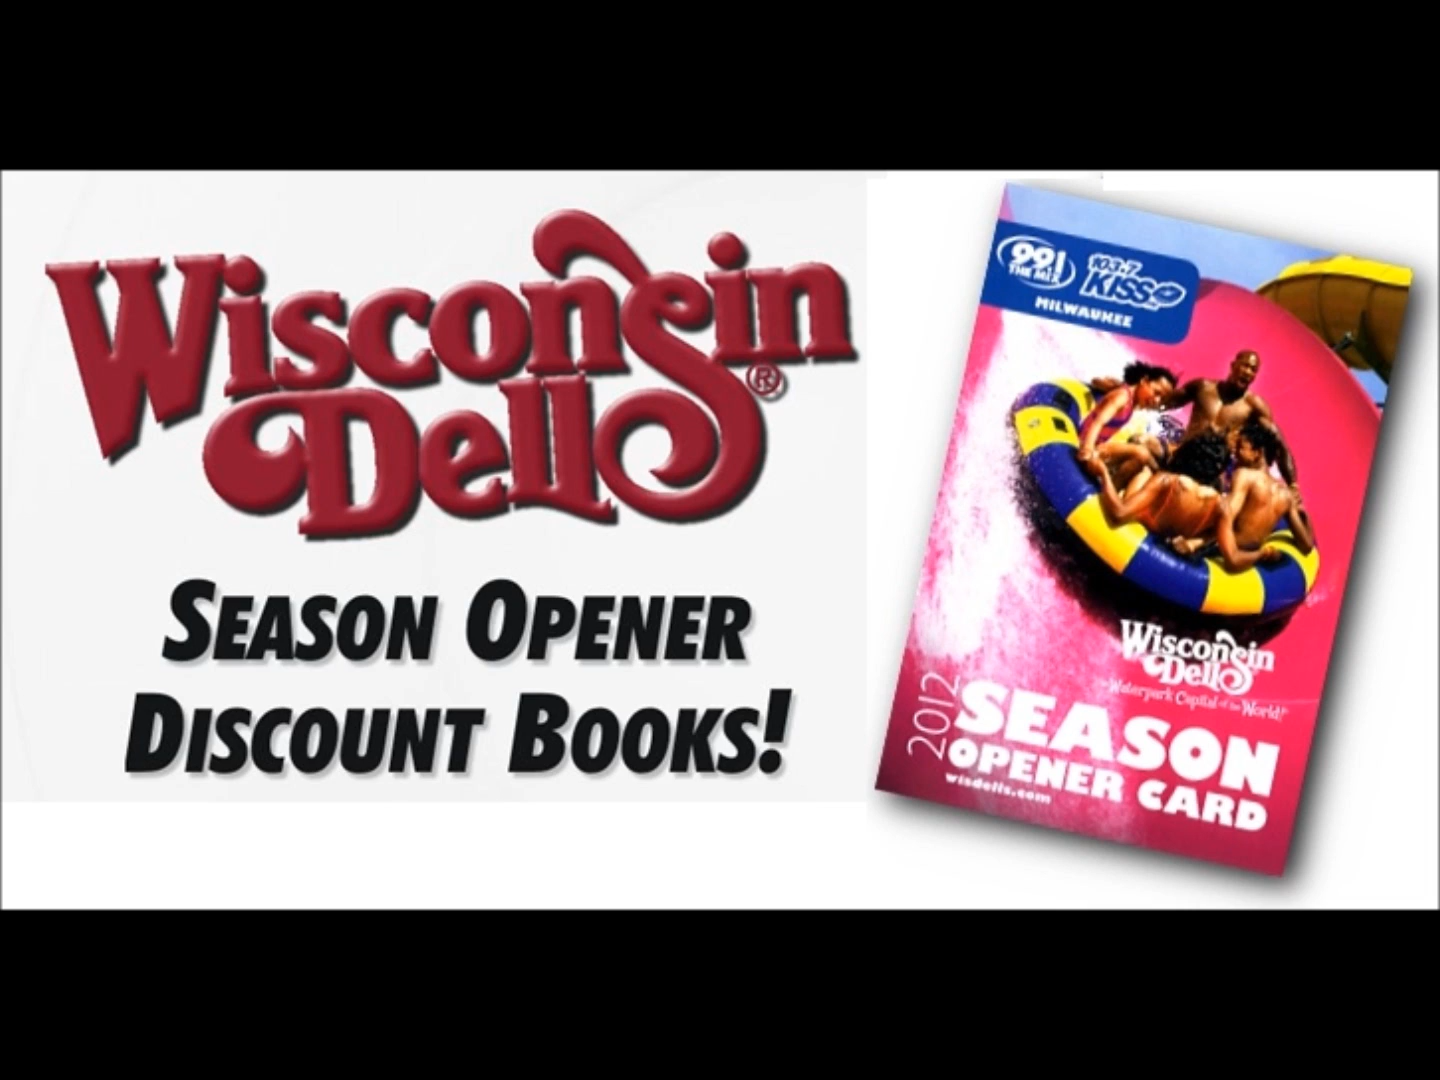 Wisconsin
Dells®
SEASON OPENER
DISCOUNT BOOKS!
99.1
THE MIX
103.7
KISS
MILWAUKEE
Wisconsin
Dells
Waterpark Capital of the World!
2012
SEASON
OPENER CARD
wisdells.com